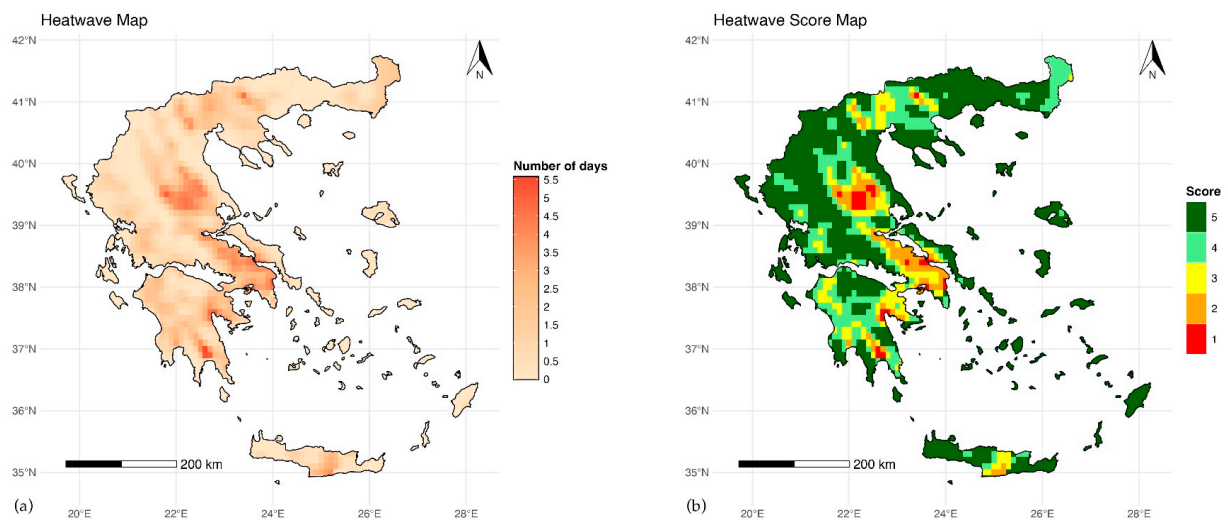 Heatwave Map
42°N
41°N
40°N
39°N
38°N
37°N
36°N
35°N
20°E
22°E
24°E
26°E
28°E
N
200 km
Number of days
5.5
5
4.5
4
3.5
3
2.5
2
1.5
1
0.5
0
(a)
Heatwave Score Map
42°N
41°N
40°N
39°N
38°N
37°N
36°N
35°N
20°E
22°E
24°E
26°E
28°E
N
200 km
Score
5
4
3
2
1
(b)